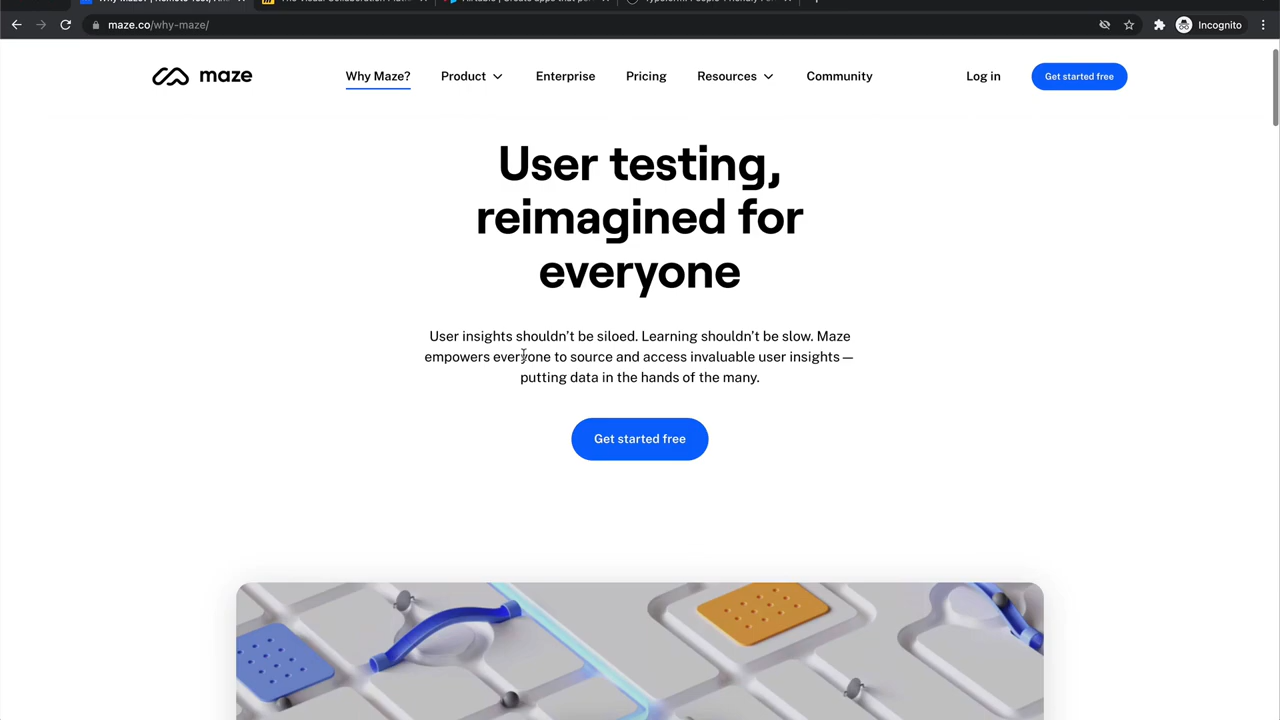 maze.co/why-maze/
Incognito
maze
Why Maze?
Product
Enterprise
Pricing
Resources
Community
Log in
Get started free
User testing,
reimagined for
everyone
User insights shouldn’t be siloed. Learning shouldn’t be slow. Maze
empowers everyone to source and access invaluable user insights—
putting data in the hands of the many.
Get started free